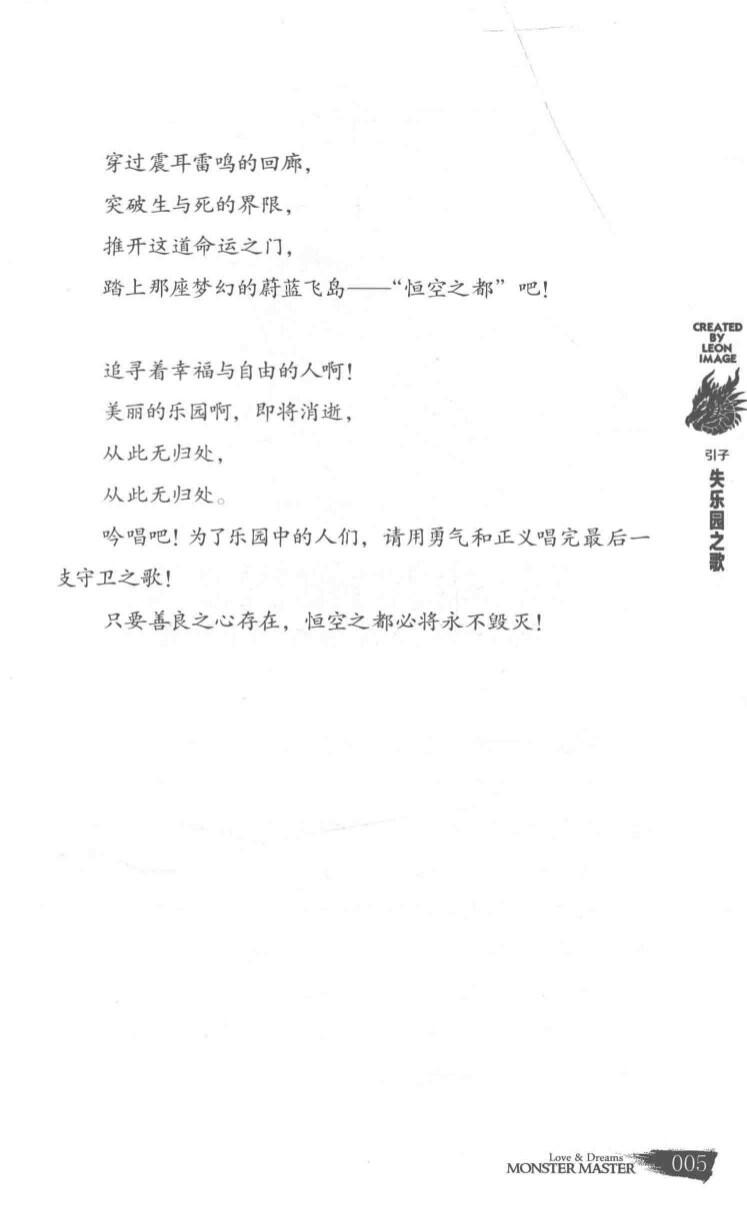 穿过震耳雷鸣的回廊，
突破生与死的界限，
推开这道命运之门，
踏上那座梦幻的蔚蓝飞岛——“恒空之都”吧！
追寻着幸福与自由的人啊！
美丽的乐园啊，即将消逝，
从此无归处，
从此无归处。
吟唱吧！为了乐园中的人们，请用勇气和正义唱完最后一
支守卫之歌！
只要善良之心存在，恒空之都必将永不毁灭！
CREATED
BY
LEON
IMAGE
引子
失乐园之歌
Love & Dreams
MONSTER MASTER
005